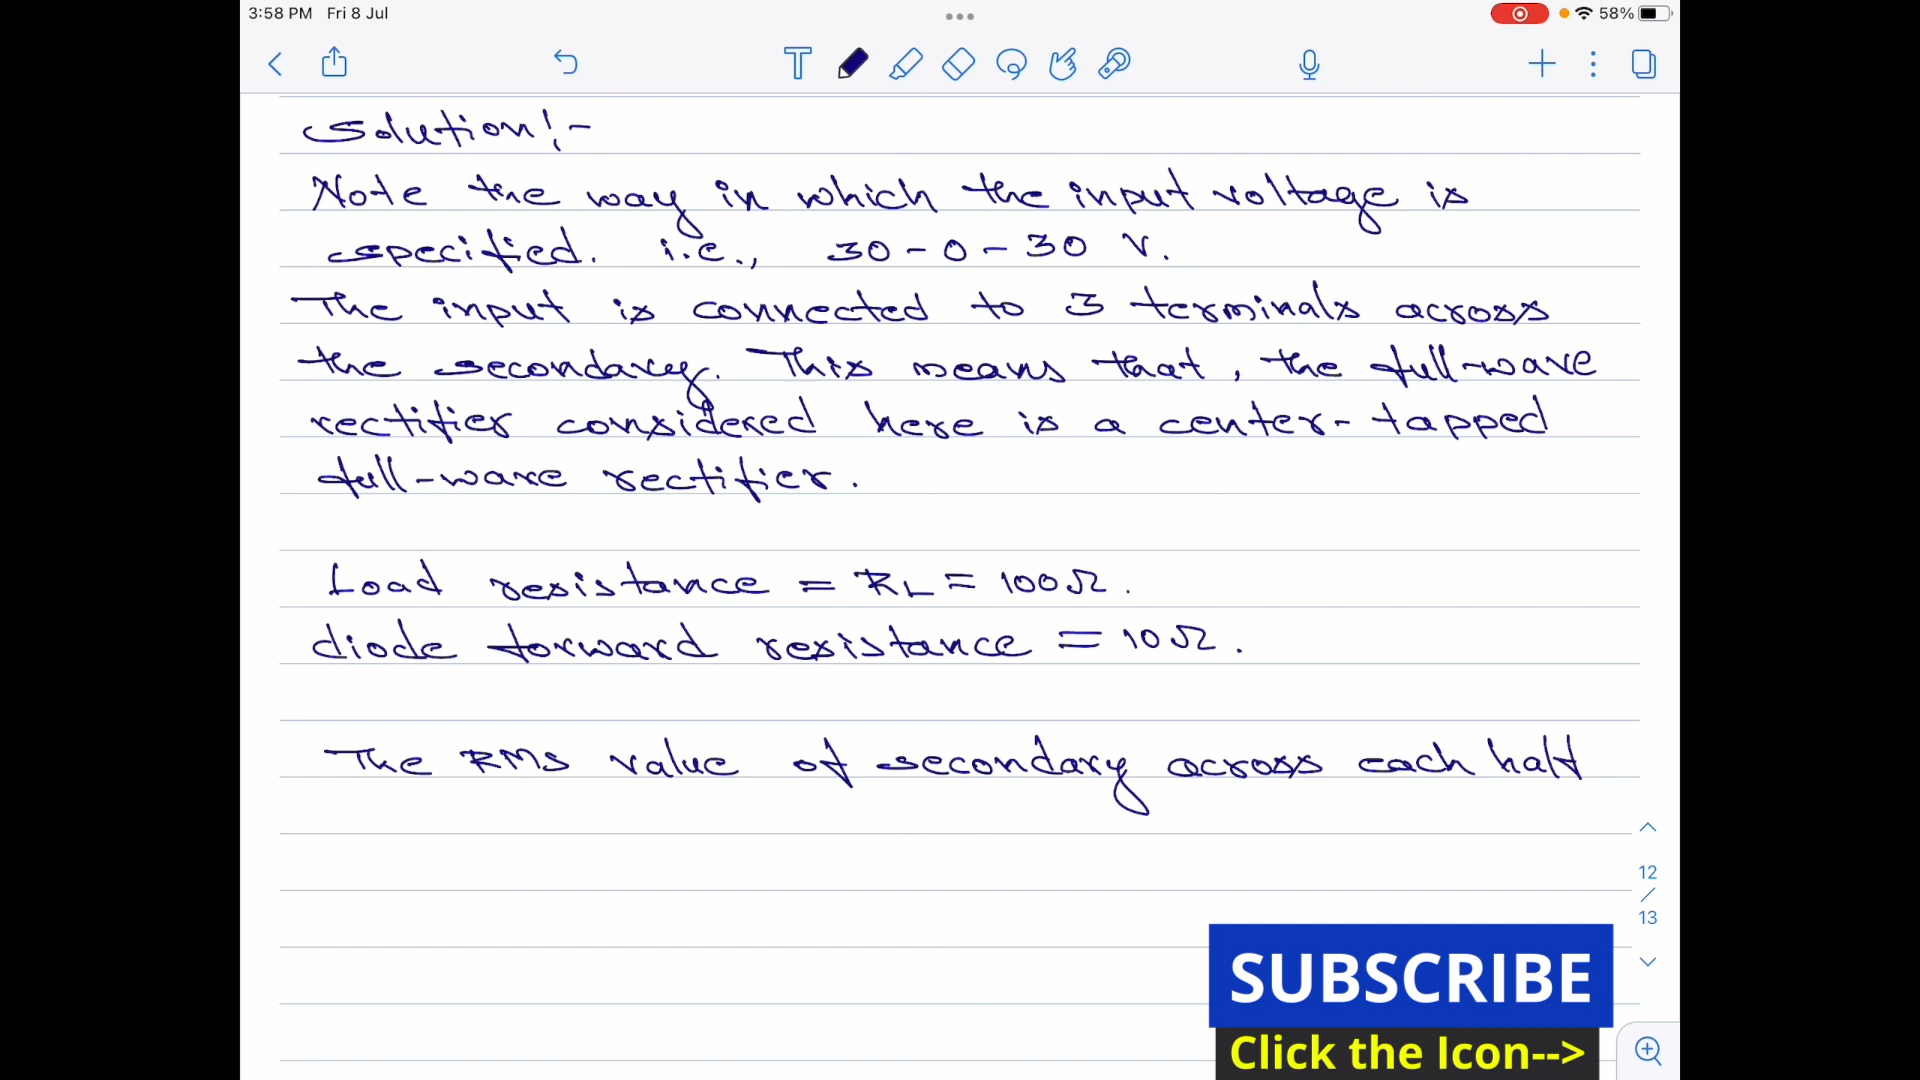 3:58 PM Fri 8 Jul
58%
Solution:-
Note the way in which the input voltage is
specified. i.e., 30-0-30 V.
The input is connected to 3 terminals across
the secondary. This means that, the full-wave
rectifier considered here is a center-tapped
full-wave rectifier.
Load resistance = RL = 100Ω.
diode forward resistance = 10Ω.
The RMS value of secondary across each half
12
/
13
SUBSCRIBE
Click the Icon-->